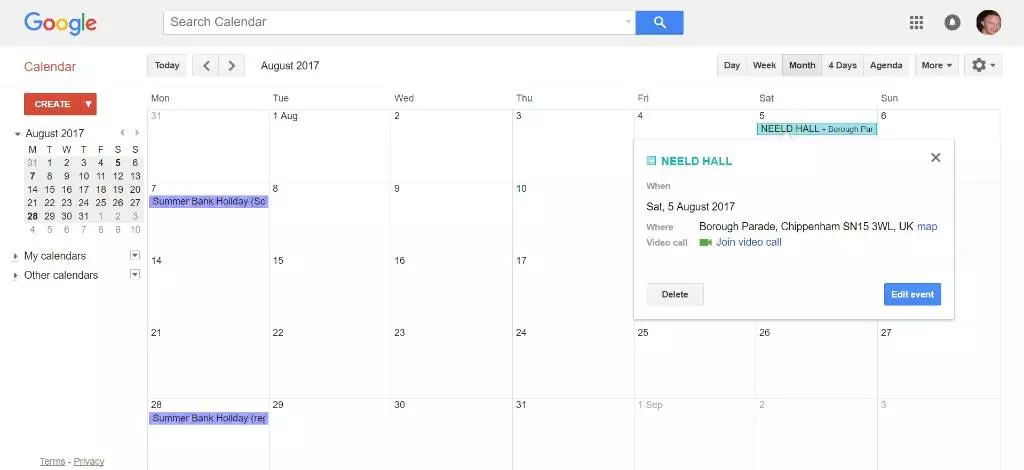 Google
Search Calendar
Calendar
Today
August 2017
Day Week Month 4 Days Agenda More
CREATE
August 2017
M T W T F S S
31 1 2 3 4 5 6
7 8 9 10 11 12 13
14 15 16 17 18 19 20
21 22 23 24 25 26 27
28 29 30 31 1 2 3
4 5 6 7 8 9 10
My calendars
Other calendars
Mon Tue Wed Thu Fri Sat Sun
31 1 Aug 2 3 4 5 6
NEELD HALL - Borough Par
7 8 9 10
Summer Bank Holiday (Sc
14 15 16 17
21 22 23 24 25 26 27
28 29 30 31 1 Sep 2 3
Summer Bank Holiday (reg
NEELD HALL
When
Sat, 5 August 2017
Where Borough Parade, Chippenham SN15 3WL, UK map
Video call Join video call
Delete Edit event
Terms - Privacy